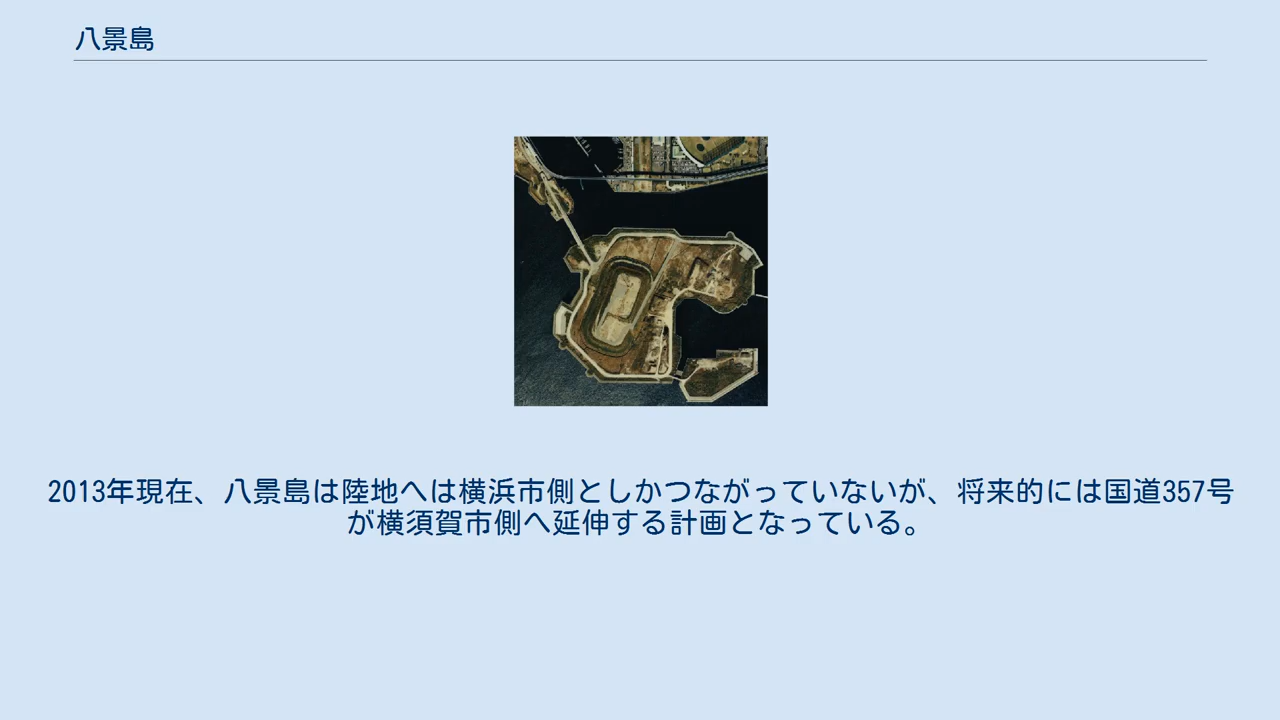 八景島
2013年現在、八景島は陸地へは横浜市側としかつながっていないが、将来的には国道357号
が横須賀市側へ延伸する計画となっている。